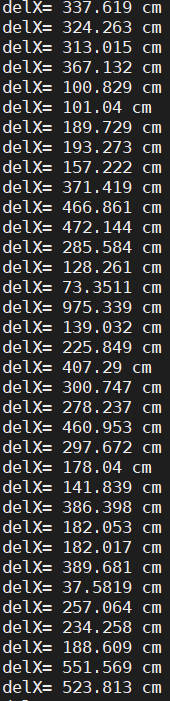 delX= 337.619 cm
delX= 324.263 cm
delX= 313.015 cm
delX= 367.132 cm
delX= 100.829 cm
delX= 101.04 cm
delX= 189.729 cm
delX= 193.273 cm
delX= 157.222 cm
delX= 371.419 cm
delX= 466.861 cm
delX= 472.144 cm
delX= 285.584 cm
delX= 128.261 cm
delX= 73.3511 cm
delX= 975.339 cm
delX= 139.032 cm
delX= 225.849 cm
delX= 407.29 cm
delX= 300.747 cm
delX= 278.237 cm
delX= 460.953 cm
delX= 297.672 cm
delX= 178.04 cm
delX= 141.839 cm
delX= 386.398 cm
delX= 182.053 cm
delX= 182.017 cm
delX= 389.681 cm
delX= 37.5819 cm
delX= 257.064 cm
delX= 234.258 cm
delX= 188.609 cm
delX= 551.569 cm
delX= 523.813 cm